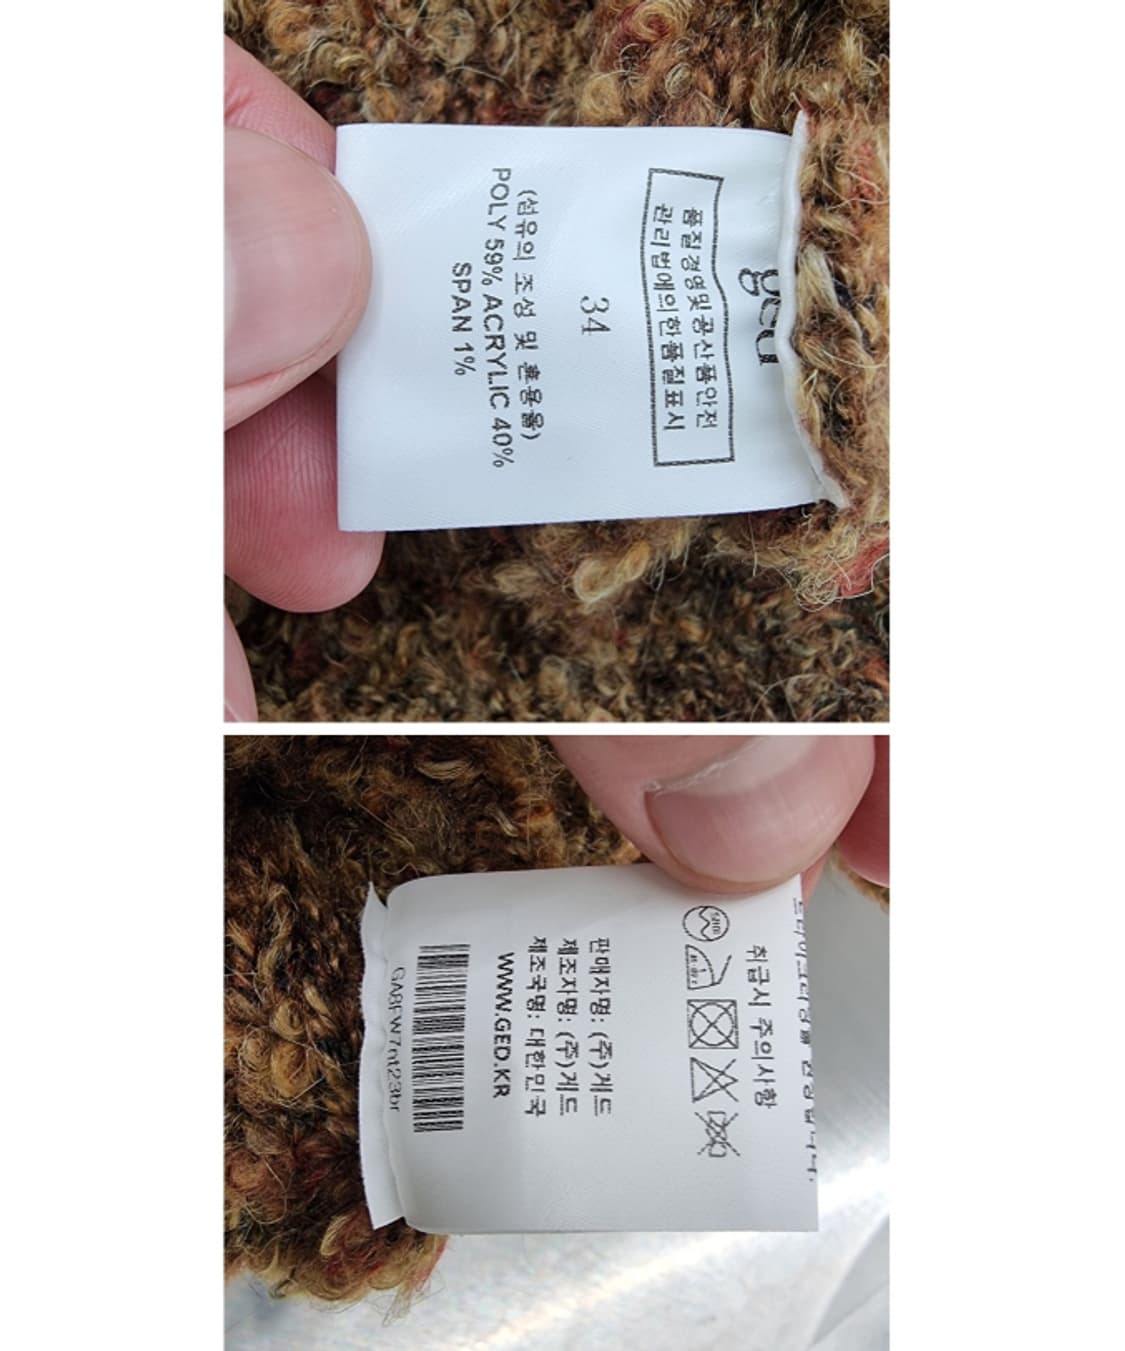 ged
품질경영및공산품안전
관리법에의한품질표시
34
(섬유의 조성 및 혼용율)
POLY 59% ACRYLIC 40%
SPAN 1%
취급시 주의사항
판매자명: (주)게드
제조자명: (주)게드
제조국명: 대한민국
WWW.GED.KR
GA8FW7nt23br